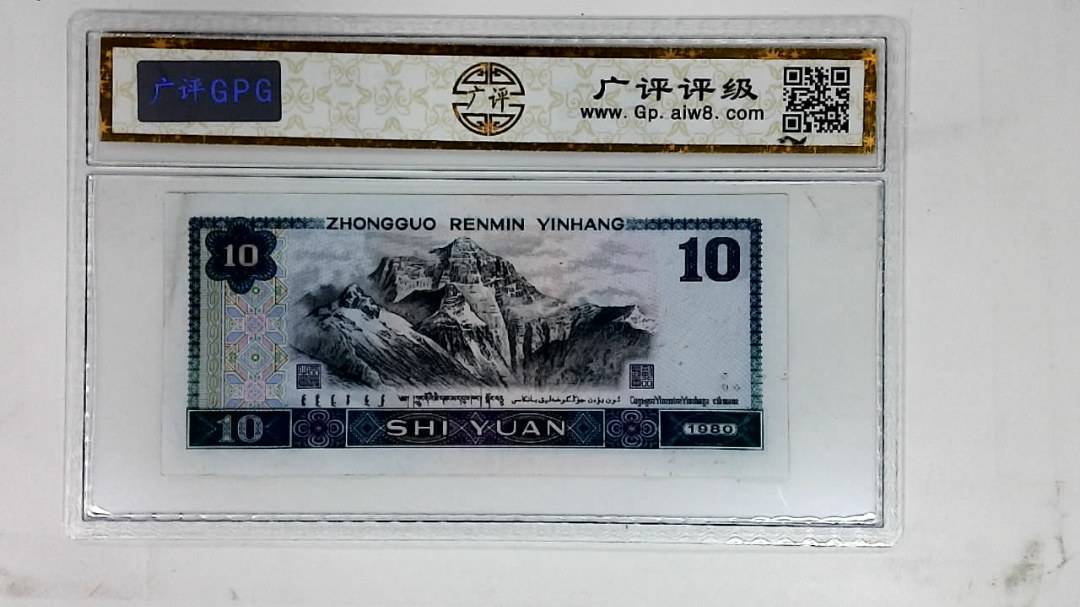 广评GPG
广评
广评评级
www. Gp. aiw8. com
ZHONGGUO RENMIN YINHANG
10
10
10
SHI YUAN
1980